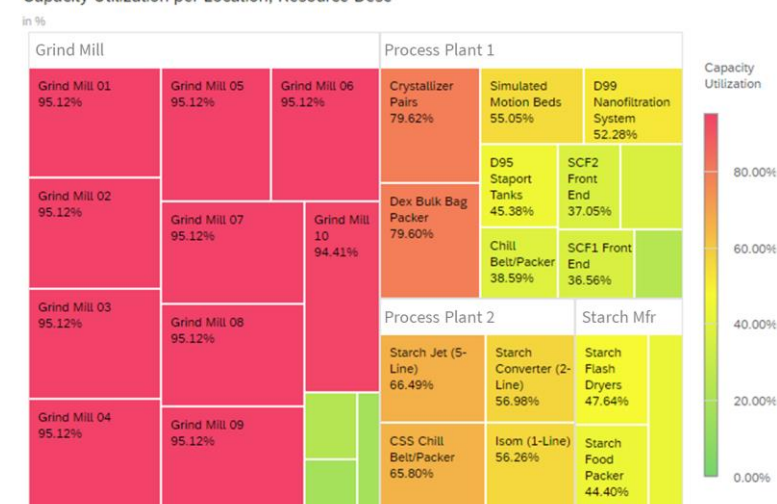 Capacity Utilization per Location, Resource Desc
in %
Grind Mill
Grind Mill 01
95.12%
Grind Mill 02
95.12%
Grind Mill 03
95.12%
Grind Mill 04
95.12%
Grind Mill 05
95.12%
Grind Mill 06
95.12%
Grind Mill 07
95.12%
Grind Mill 08
95.12%
Grind Mill 09
95.12%
Grind Mill
10
94.41%
Process Plant 1
Crystallizer
Pairs
79.62%
Dex Bulk Bag
Packer
79.60%
Simulated
Motion Beds
55.05%
D99
Nanofiltration
System
52.28%
D95
Staport
Tanks
45.38%
SCF2
Front
End
37.05%
Chill
Belt/Packer
38.59%
SCF1 Front
End
36.56%
Process Plant 2
Starch Jet (5-
Line)
66.49%
Starch
Converter (2-
Line)
56.98%
CSS Chill
Belt/Packer
65.80%
Isom (1-Line)
56.26%
Starch Mfr
Starch
Flash
Dryers
47.64%
Starch
Food
Packer
44.40%
Capacity
Utilization
80.00%
60.00%
40.00%
20.00%
0.00%